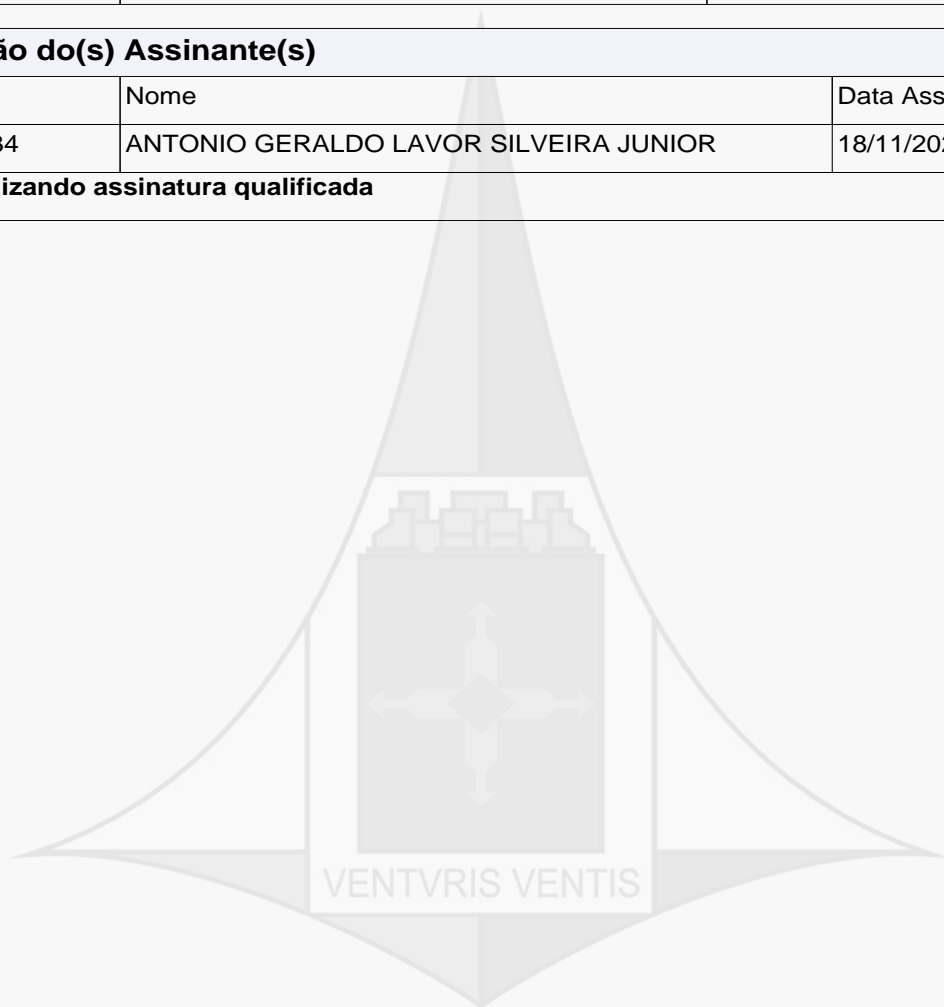 ão do(s) Assinante(s)
Nome Data Ass
34 ANTONIO GERALDO LAVOR SILVEIRA JUNIOR 18/11/202
izando assinatura qualificada
VENTVRIS VENTIS